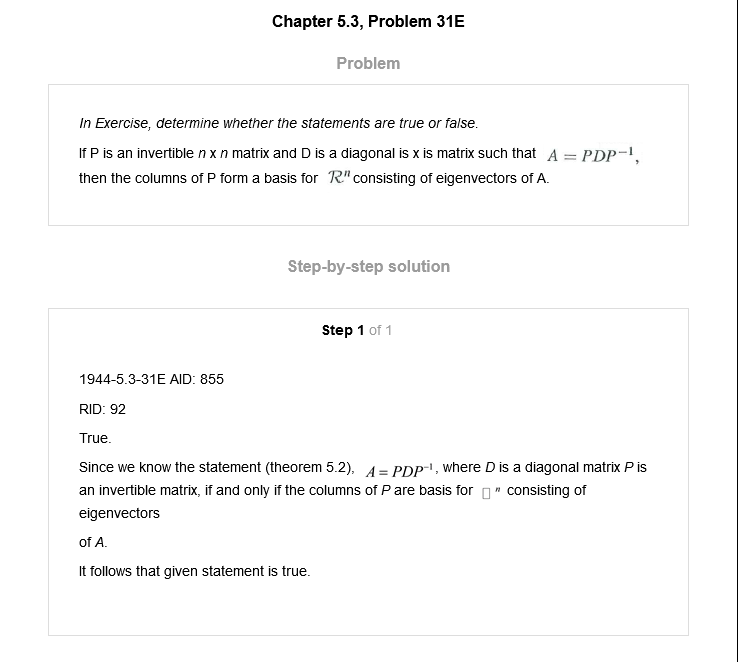 Chapter 5.3, Problem 31E
Problem
In Exercise, determine whether the statements are true or false.
If P is an invertible n x n matrix and D is a diagonal is x is matrix such that A = PDP⁻¹,
then the columns of P form a basis for ℛⁿ consisting of eigenvectors of A.
Step-by-step solution
Step 1 of 1
1944-5.3-31E AID: 855
RID: 92
True.
Since we know the statement (theorem 5.2), A = PDP⁻¹, where D is a diagonal matrix P is
an invertible matrix, if and only if the columns of P are basis for □ⁿ consisting of
eigenvectors
of A.
It follows that given statement is true.